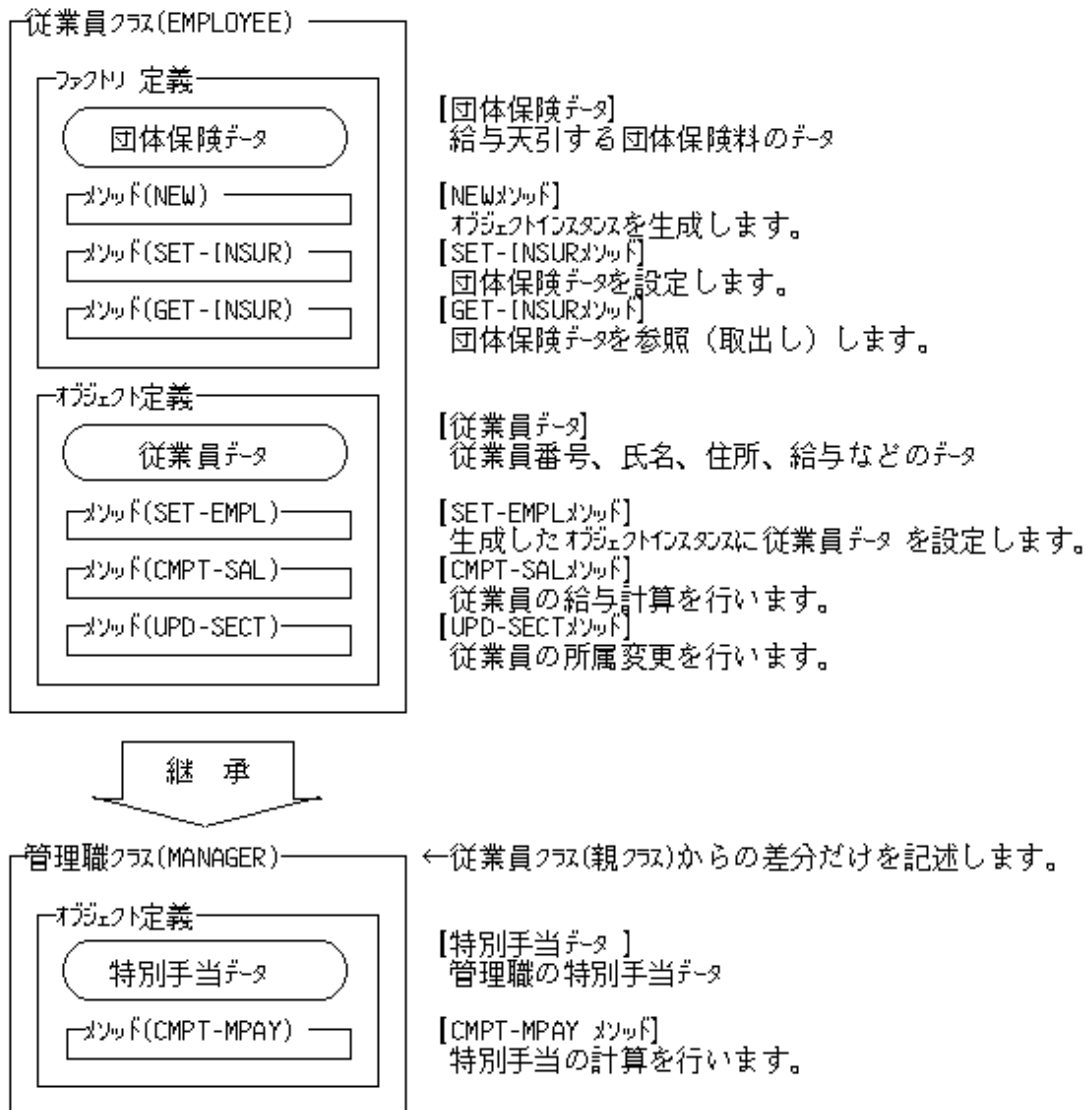 従業員ｸﾗｽ(EMPLOYEE)
ﾌｧｸﾄﾘ 定義
団体保険ﾃﾞｰﾀ
[団体保険ﾃﾞｰﾀ]
給与天引する団体保険料のﾃﾞｰﾀ
ﾒｿｯﾄﾞ(NEW)
[NEWﾒｿｯﾄﾞ]
ｵﾌﾞｼﾞｪｸﾄｲﾝｽﾀﾝｽを生成します。
ﾒｿｯﾄﾞ(SET-INSUR)
[SET-INSURﾒｿｯﾄﾞ]
団体保険ﾃﾞｰﾀを設定します。
ﾒｿｯﾄﾞ(GET-INSUR)
[GET-INSURﾒｿｯﾄﾞ]
団体保険ﾃﾞｰﾀを参照（取出し）します。
ｵﾌﾞｼﾞｪｸﾄ定義
従業員ﾃﾞｰﾀ
[従業員ﾃﾞｰﾀ]
従業員番号、氏名、住所、給与などのﾃﾞｰﾀ
ﾒｿｯﾄﾞ(SET-EMPL)
[SET-EMPLﾒｿｯﾄﾞ]
生成したｵﾌﾞｼﾞｪｸﾄｲﾝｽﾀﾝｽに従業員ﾃﾞｰﾀ を設定します。
ﾒｿｯﾄﾞ(CMPT-SAL)
[CMPT-SALﾒｿｯﾄﾞ]
従業員の給与計算を行います。
ﾒｿｯﾄﾞ(UPD-SECT)
[UPD-SECTﾒｿｯﾄﾞ]
従業員の所属変更を行います。
継 承
管理職ｸﾗｽ(MANAGER)
←従業員ｸﾗｽ(親ｸﾗｽ)からの差分だけを記述します。
ｵﾌﾞｼﾞｪｸﾄ定義
特別手当ﾃﾞｰﾀ
[特別手当ﾃﾞｰﾀ ]
管理職の特別手当ﾃﾞｰﾀ
ﾒｿｯﾄﾞ(CMPT-MPAY)
[CMPT-MPAY ﾒｿｯﾄﾞ]
特別手当の計算を行います。